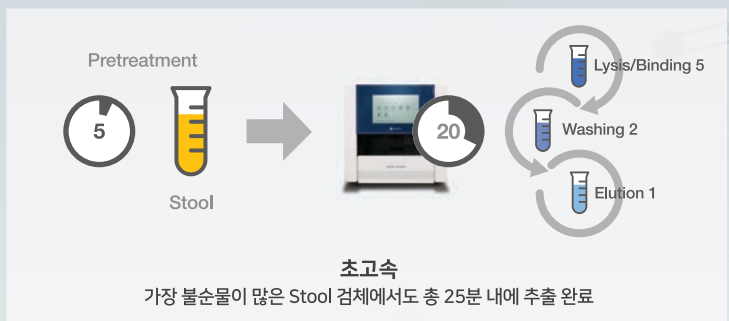 Pretreatment
5
Stool
20
Lysis/Binding 5
Washing 2
Elution 1
초고속
가장 불순물이 많은 Stool 검체에서도 총 25분 내에 추출 완료